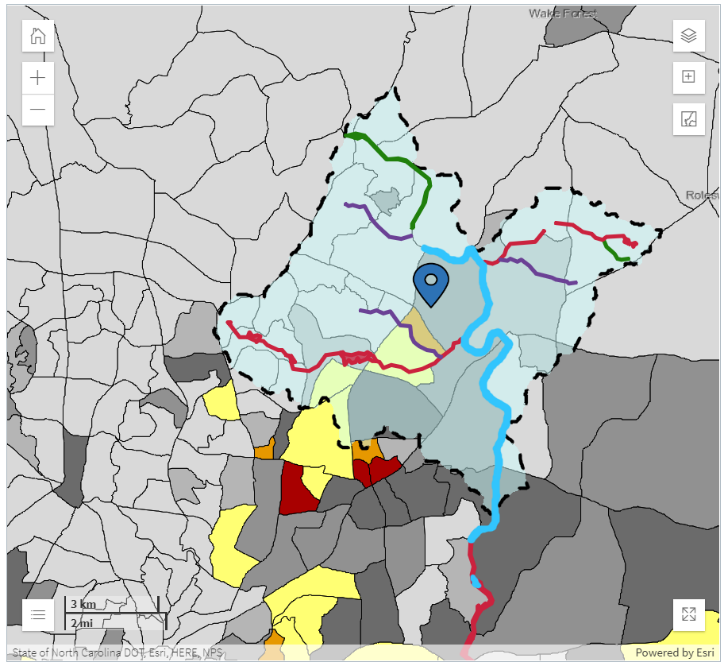 Wake Forest
Roles
3 km
2 mi
State of North Carolina DOT, Esri, HERE, NPS
Powered by Esri